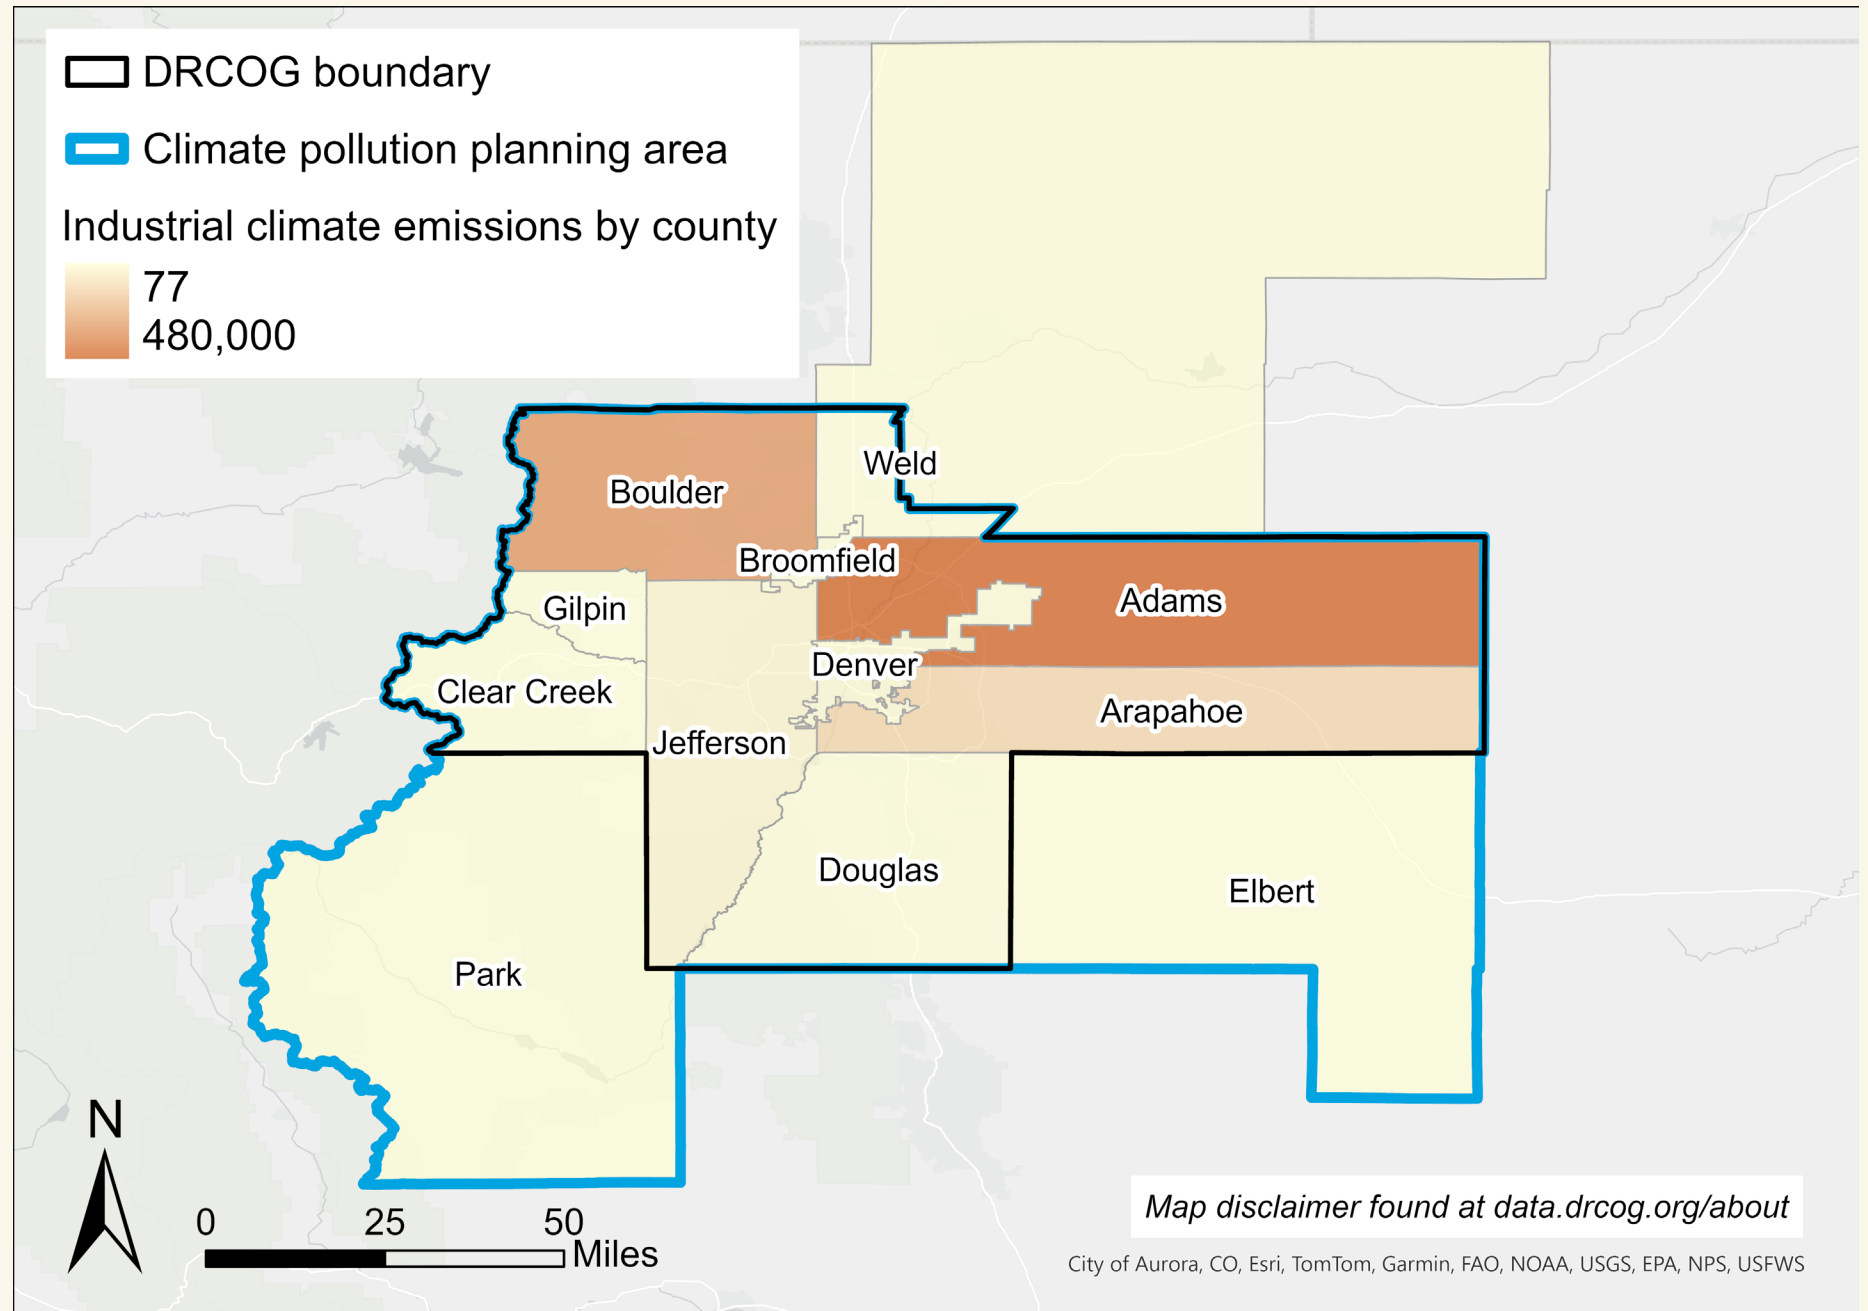 DRCOG boundary
Climate pollution planning area
Industrial climate emissions by county
77
480,000
Weld
Boulder
Broomfield
Adams
Gilpin
Denver
Clear Creek
Arapahoe
Jefferson
Douglas
Elbert
Park
N
0 25 50
Miles
Map disclaimer found at data.drcog.org/about
City of Aurora, CO, Esri, TomTom, Garmin, FAO, NOAA, USGS, EPA, NPS, USFWS